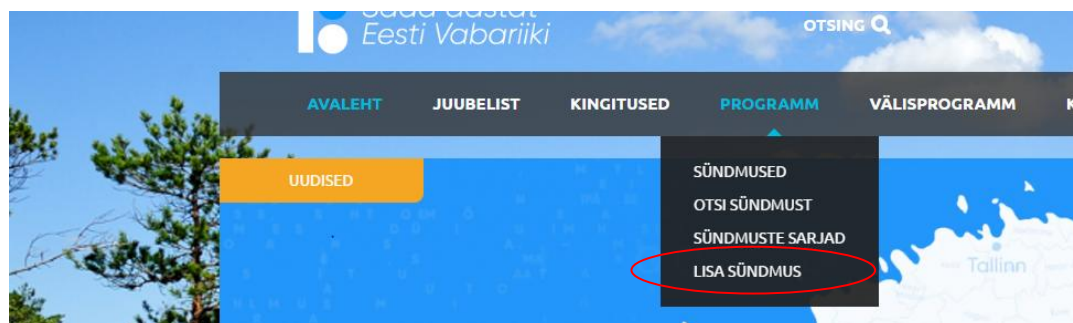 Eesti Vabariiki
OTSING
AVALEHT JUUBELIST KINGITUSED PROGRAMM VÄLISPROGRAMM
UUDISED
SÜNDMUSED
OTSI SÜNDMUST
SÜNDMUSTE SARJAD
LISA SÜNDMUS
Tallinn